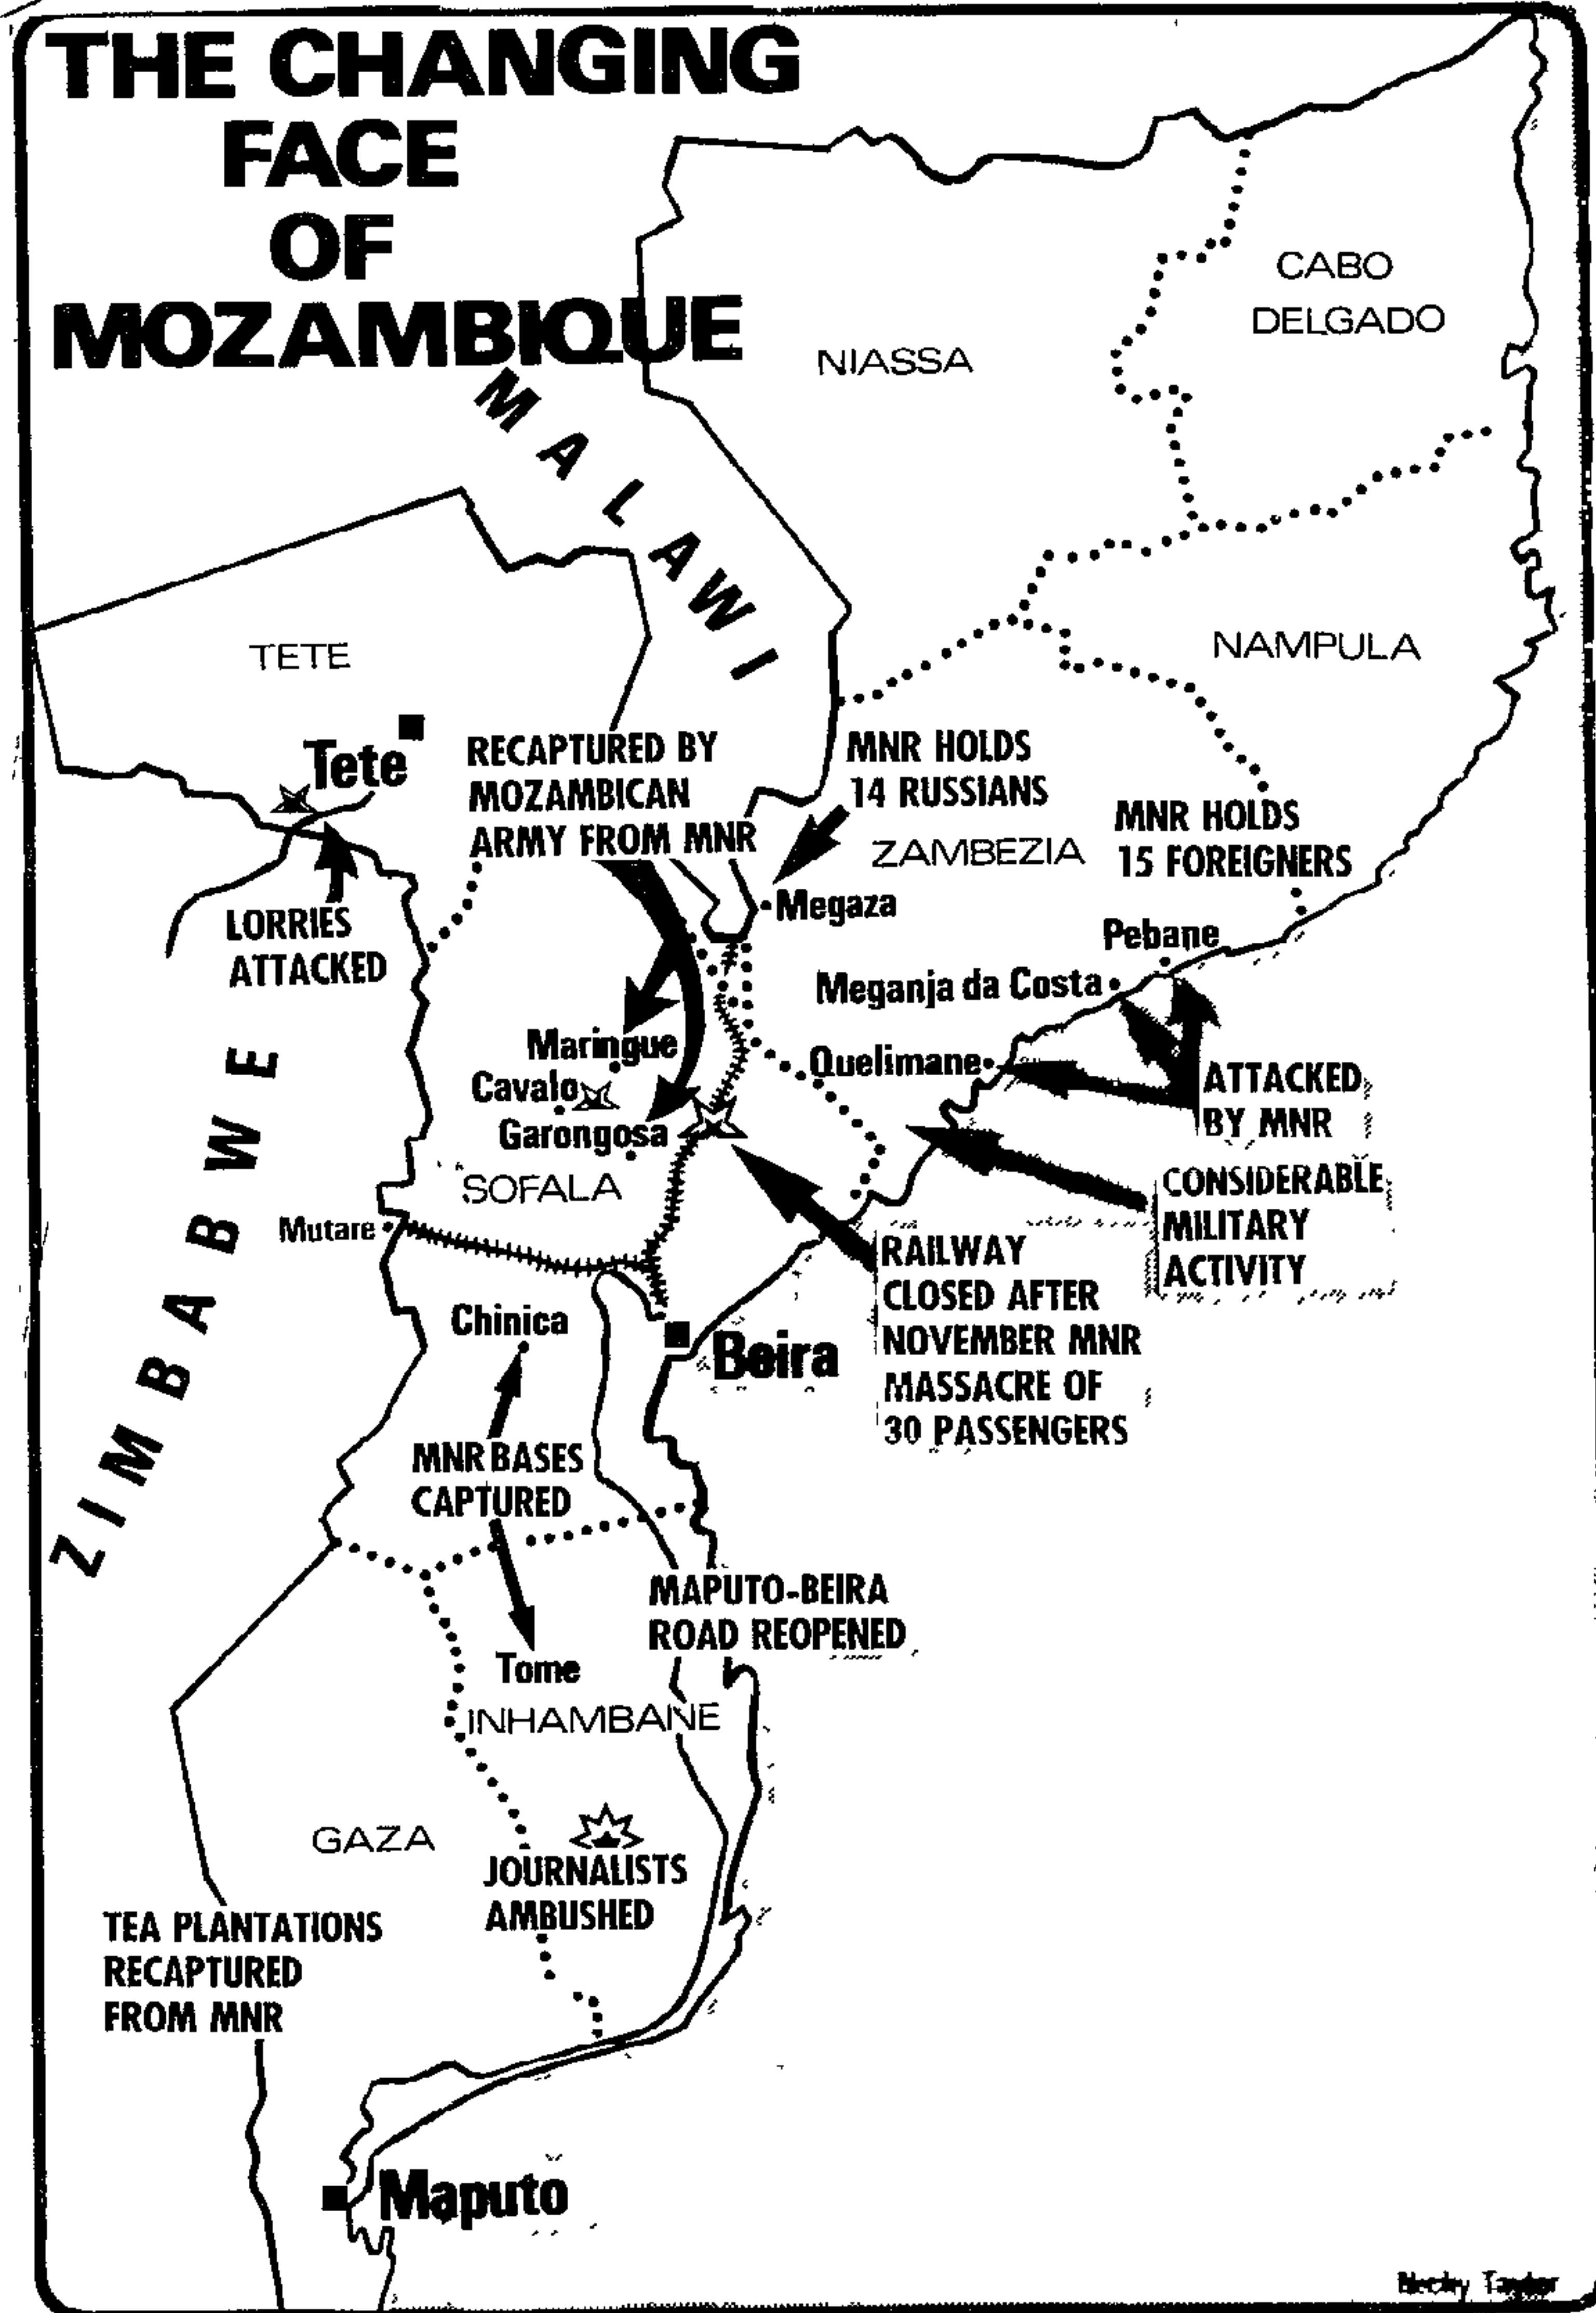 THE CHANGING
FACE
OF
MOZAMBIQUE
MALAWI
CABO
DELGADO
NIASSA
TETE
NAMPULA
Tete
RECAPTURED BY
MOZAMBICAN
ARMY FROM MNR
MNR HOLDS
14 RUSSIANS
ZAMBEZIA
MNR HOLDS
15 FOREIGNERS
LORRIES
ATTACKED
Megaza
Pebane
Meganja da Costa
Maringue
Quelimane
Cavalo
Garongosa
ATTACKED
BY MNR
SOFALA
CONSIDERABLE
MILITARY
ACTIVITY
Mutare
ZIMBABWE
RAILWAY
CLOSED AFTER
NOVEMBER MNR
MASSACRE OF
30 PASSENGERS
Chinica
Beira
MNR BASES
CAPTURED
MAPUTO-BEIRA
ROAD REOPENED
Tome
INHAMBANE
GAZA
JOURNALISTS
AMBUSHED
TEA PLANTATIONS
RECAPTURED
FROM MNR
Maputo